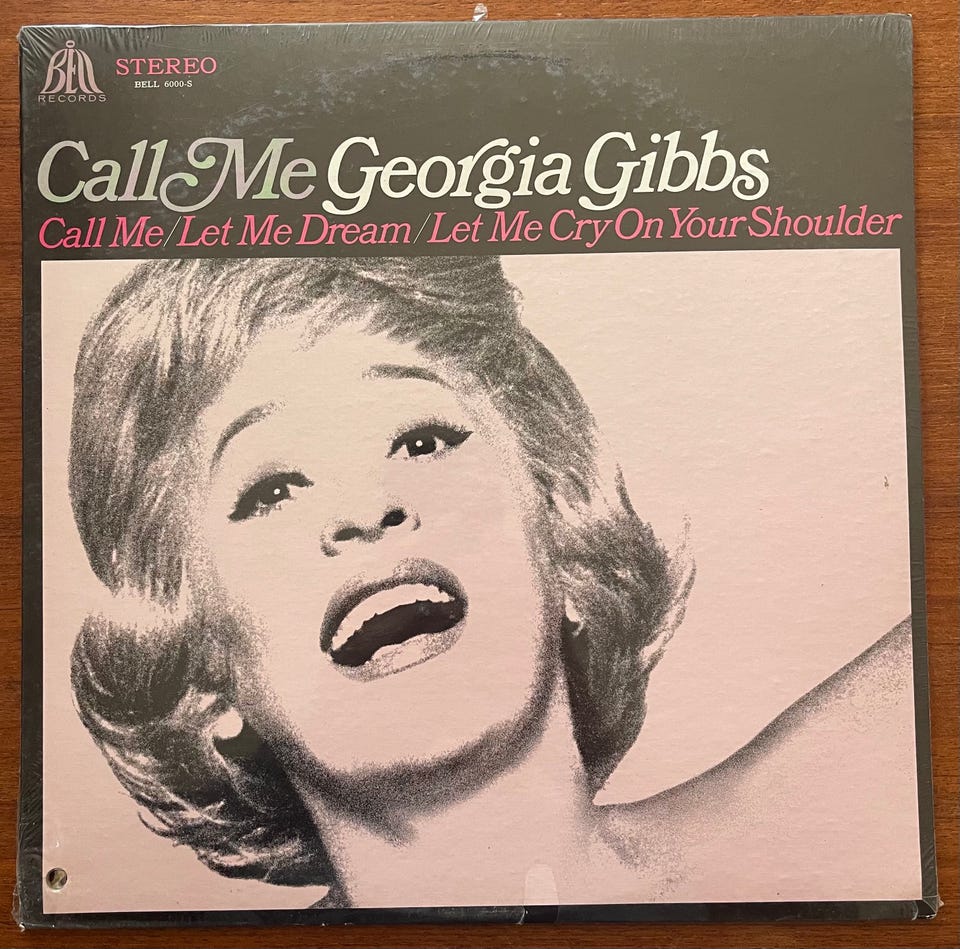 Bell
RECORDS
STEREO
BELL 6000-S
Call Me Georgia Gibbs
Call Me/Let Me Dream/Let Me Cry On Your Shoulder